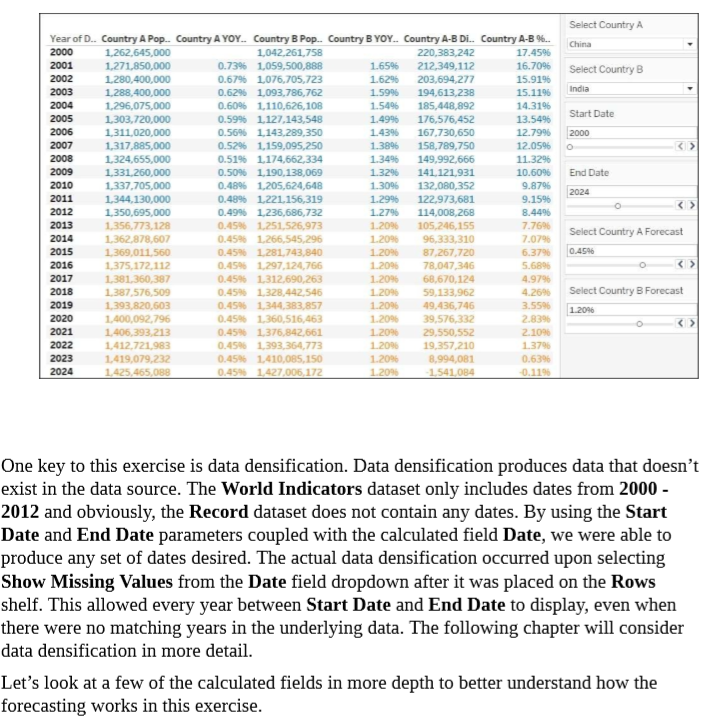 Year of D.. Country A Pop.. Country A YOY.. Country B Pop.. Country B YOY.. Country A-B Di.. Country A-B %..
2000 1,262,645,000 1,042,261,758 220,383,242 17.45%
2001 1,271,850,000 0.73% 1,059,500,888 1.65% 212,349,112 16.70%
2002 1,280,400,000 0.67% 1,076,705,723 1.62% 203,694,277 15.91%
2003 1,288,400,000 0.62% 1,093,786,762 1.59% 194,613,238 15.11%
2004 1,296,075,000 0.60% 1,110,626,108 1.54% 185,448,892 14.31%
2005 1,303,720,000 0.59% 1,127,143,548 1.49% 176,576,452 13.54%
2006 1,311,020,000 0.56% 1,143,289,350 1.43% 167,730,650 12.79%
2007 1,317,885,000 0.52% 1,159,095,250 1.38% 158,789,750 12.05%
2008 1,324,655,000 0.51% 1,174,662,334 1.34% 149,992,666 11.32%
2009 1,331,260,000 0.50% 1,190,138,069 1.32% 141,121,931 10.60%
2010 1,337,705,000 0.48% 1,205,624,648 1.30% 132,080,352 9.87%
2011 1,344,130,000 0.48% 1,221,156,319 1.29% 122,973,681 9.15%
2012 1,350,695,000 0.49% 1,236,686,732 1.27% 114,008,268 8.44%
2013 1,356,773,128 0.45% 1,251,526,973 1.20% 105,246,155 7.76%
2014 1,362,878,607 0.45% 1,266,545,296 1.20% 96,333,310 7.07%
2015 1,369,011,560 0.45% 1,281,743,840 1.20% 87,267,720 6.37%
2016 1,375,172,112 0.45% 1,297,124,766 1.20% 78,047,346 5.68%
2017 1,381,360,387 0.45% 1,312,690,263 1.20% 68,670,124 4.97%
2018 1,387,576,509 0.45% 1,328,442,546 1.20% 59,133,962 4.26%
2019 1,393,820,603 0.45% 1,344,383,857 1.20% 49,436,746 3.55%
2020 1,400,092,796 0.45% 1,360,516,463 1.20% 39,576,332 2.83%
2021 1,406,393,213 0.45% 1,376,842,661 1.20% 29,550,552 2.10%
2022 1,412,721,983 0.45% 1,393,364,773 1.20% 19,357,210 1.37%
2023 1,419,079,232 0.45% 1,410,085,150 1.20% 8,994,081 0.63%
2024 1,425,465,088 0.45% 1,427,006,172 1.20% -1,541,084 -0.11%
Select Country A
China
Select Country B
India
Start Date
2000
End Date
2024
Select Country A Forecast
0.45%
Select Country B Forecast
1.20%
One key to this exercise is data densification. Data densification produces data that doesn’t
exist in the data source. The World Indicators dataset only includes dates from 2000 -
2012 and obviously, the Record dataset does not contain any dates. By using the Start
Date and End Date parameters coupled with the calculated field Date, we were able to
produce any set of dates desired. The actual data densification occurred upon selecting
Show Missing Values from the Date field dropdown after it was placed on the Rows
shelf. This allowed every year between Start Date and End Date to display, even when
there were no matching years in the underlying data. The following chapter will consider
data densification in more detail.
Let’s look at a few of the calculated fields in more depth to better understand how the
forecasting works in this exercise.